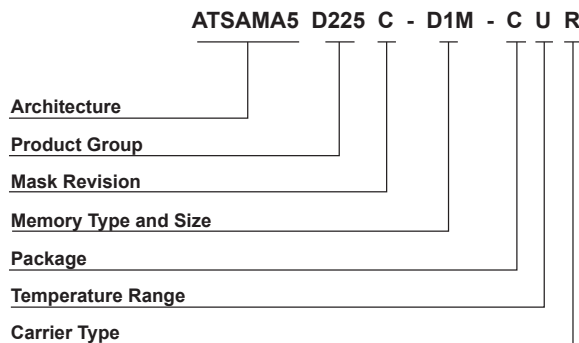 ATSAMA5 D225 C - D1M - C U R
Architecture
Product Group
Mask Revision
Memory Type and Size
Package
Temperature Range
Carrier Type